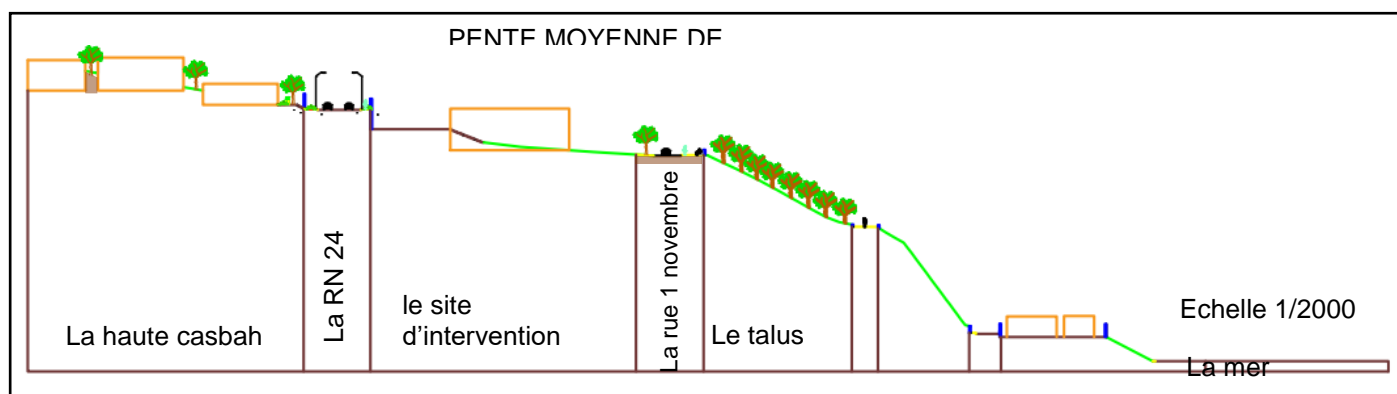 PENTE MOYENNE DE
La haute casbah
La RN 24
le site
d'intervention
La rue 1 novembre
Le talus
Echelle 1/2000
La mer